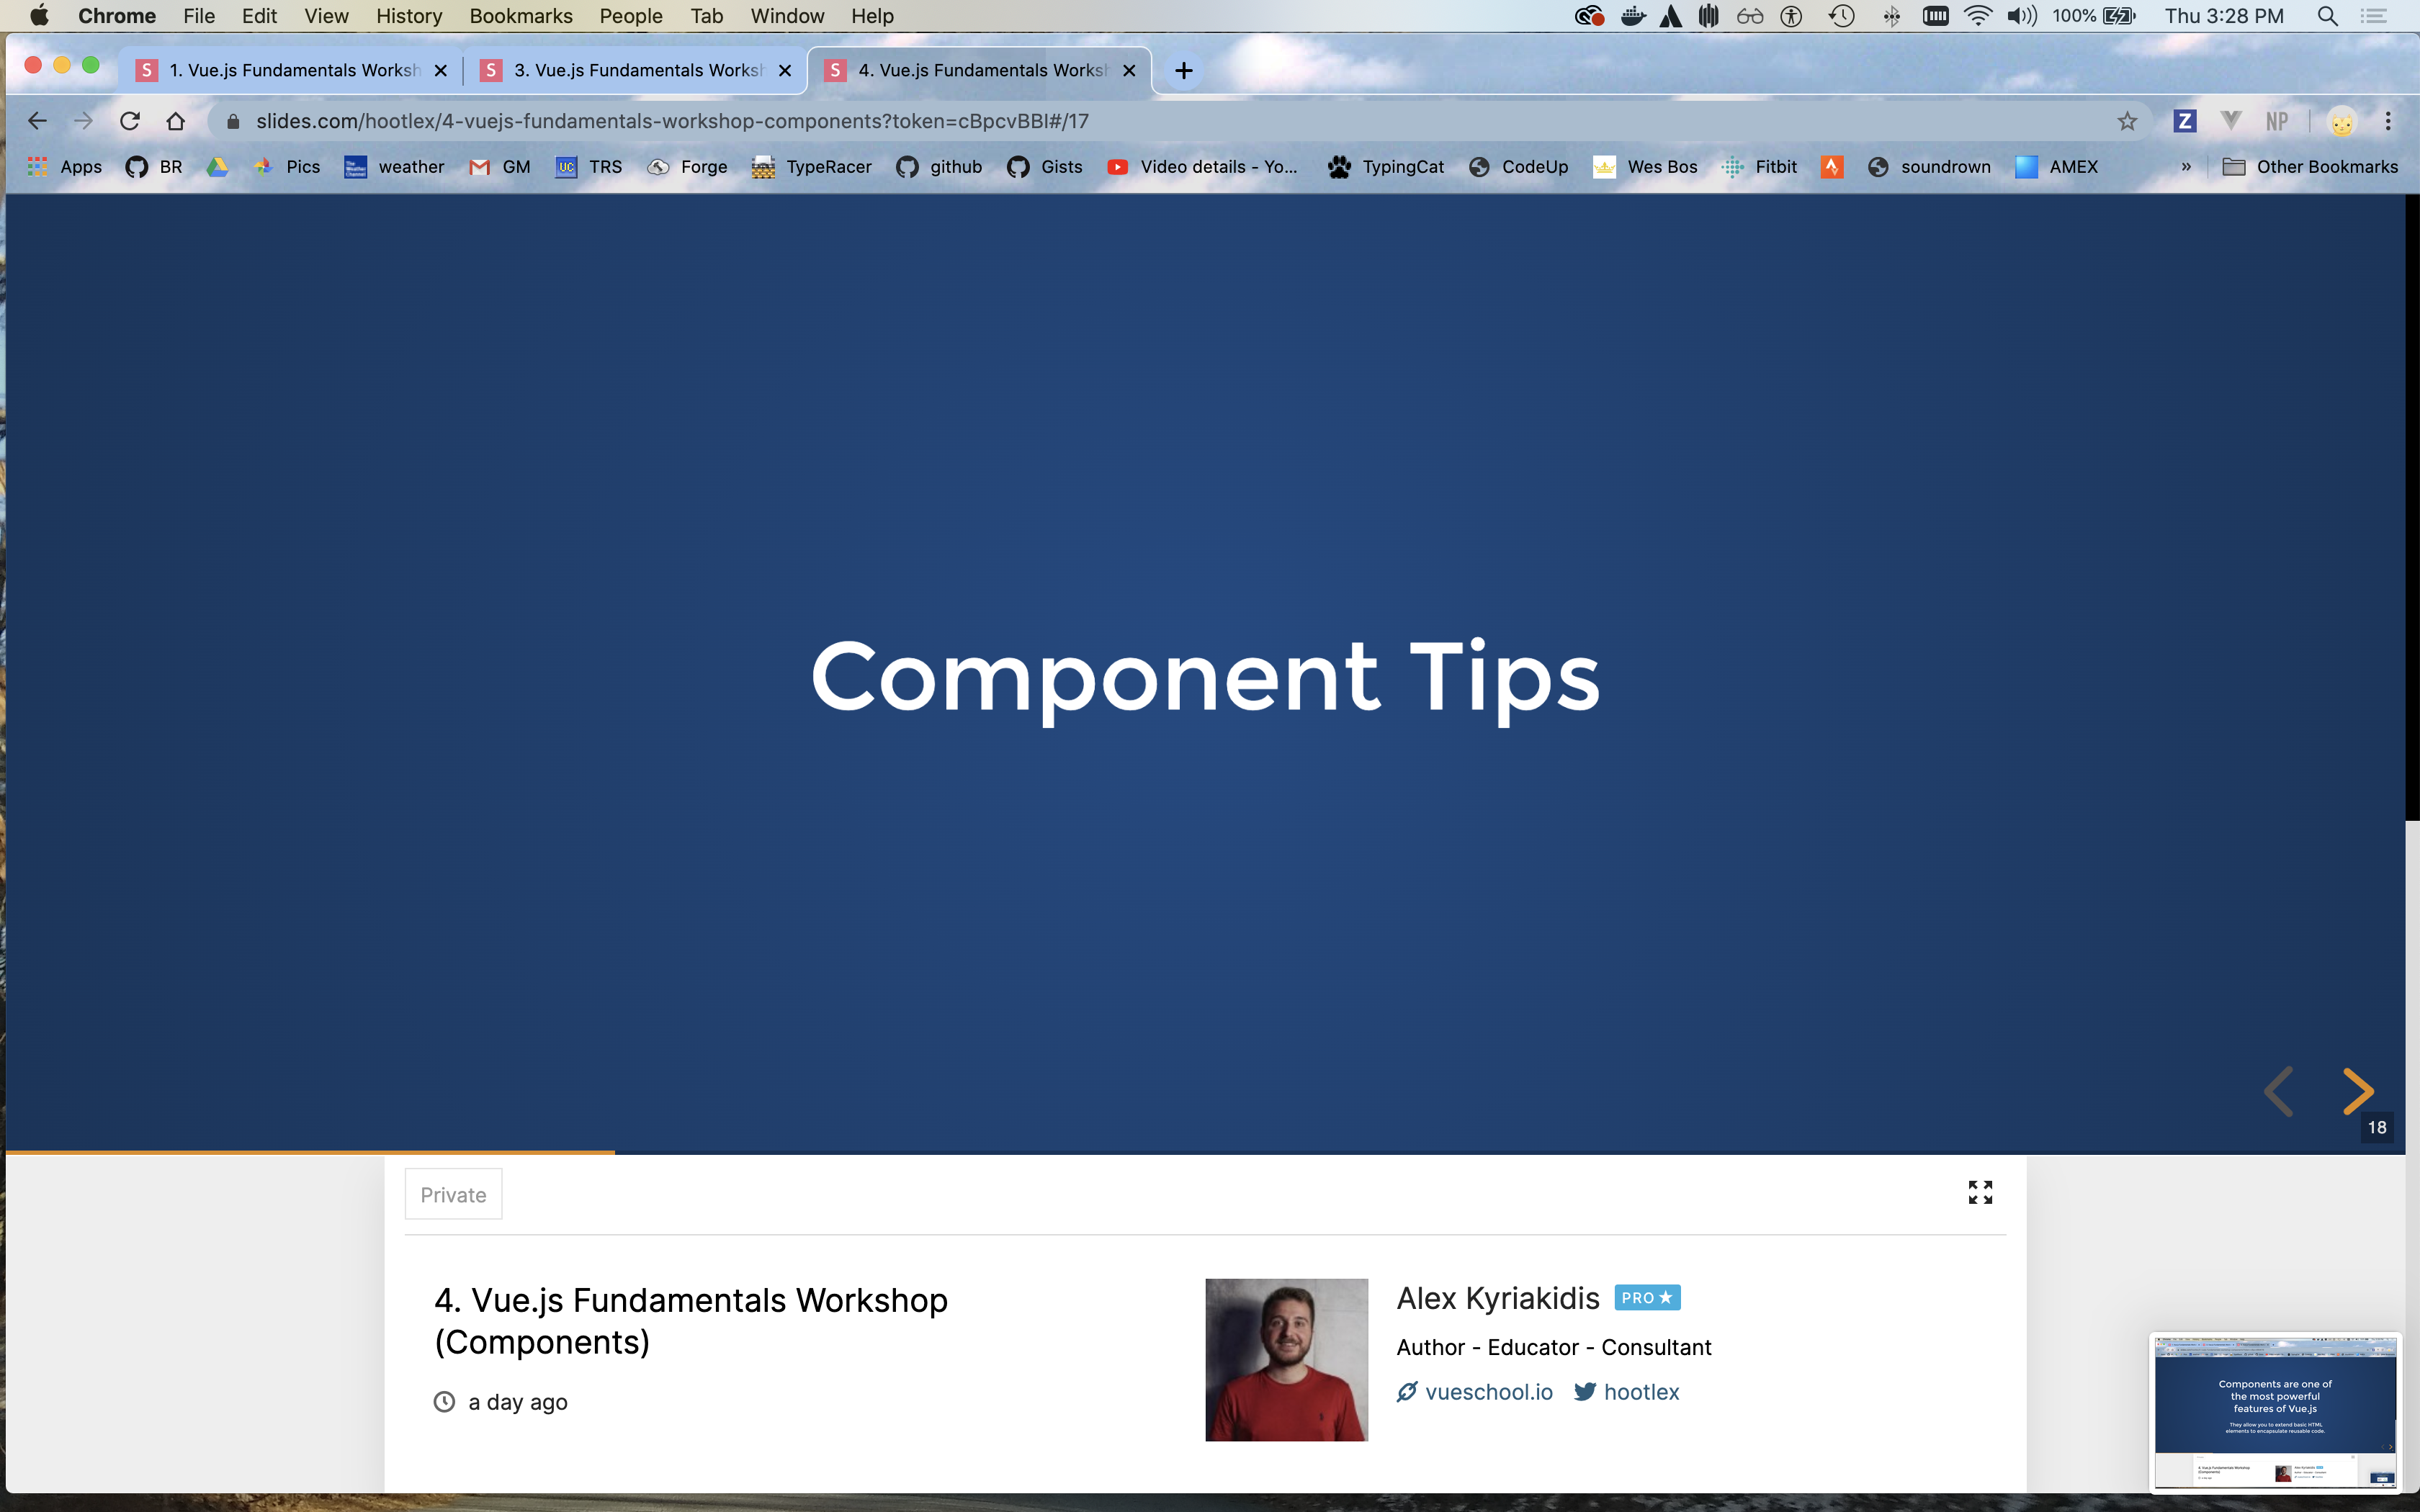 Chrome File Edit View History Bookmarks People Tab Window Help 100% Thu 3:28 PM
S 1. Vue.js Fundamentals Worksh S 3. Vue.js Fundamentals Worksh S 4. Vue.js Fundamentals Worksh
slides.com/hootlex/4-vuejs-fundamentals-workshop-components?token=cBpcvBBI#/17 Z NP
Apps BR Pics weather GM UC TRS Forge TypeRacer github Gists Video details - Yo... TypingCat CodeUp Wes Bos Fitbit soundrown AMEX » Other Bookmarks
Component Tips
18
Private
4. Vue.js Fundamentals Workshop
(Components)
a day ago
Alex Kyriakidis PRO
Author - Educator - Consultant
vueschool.io hootlex
Components are one of
the most powerful
features of Vue.js
They allow you to extend basic HTML
elements to encapsulate reusable code.